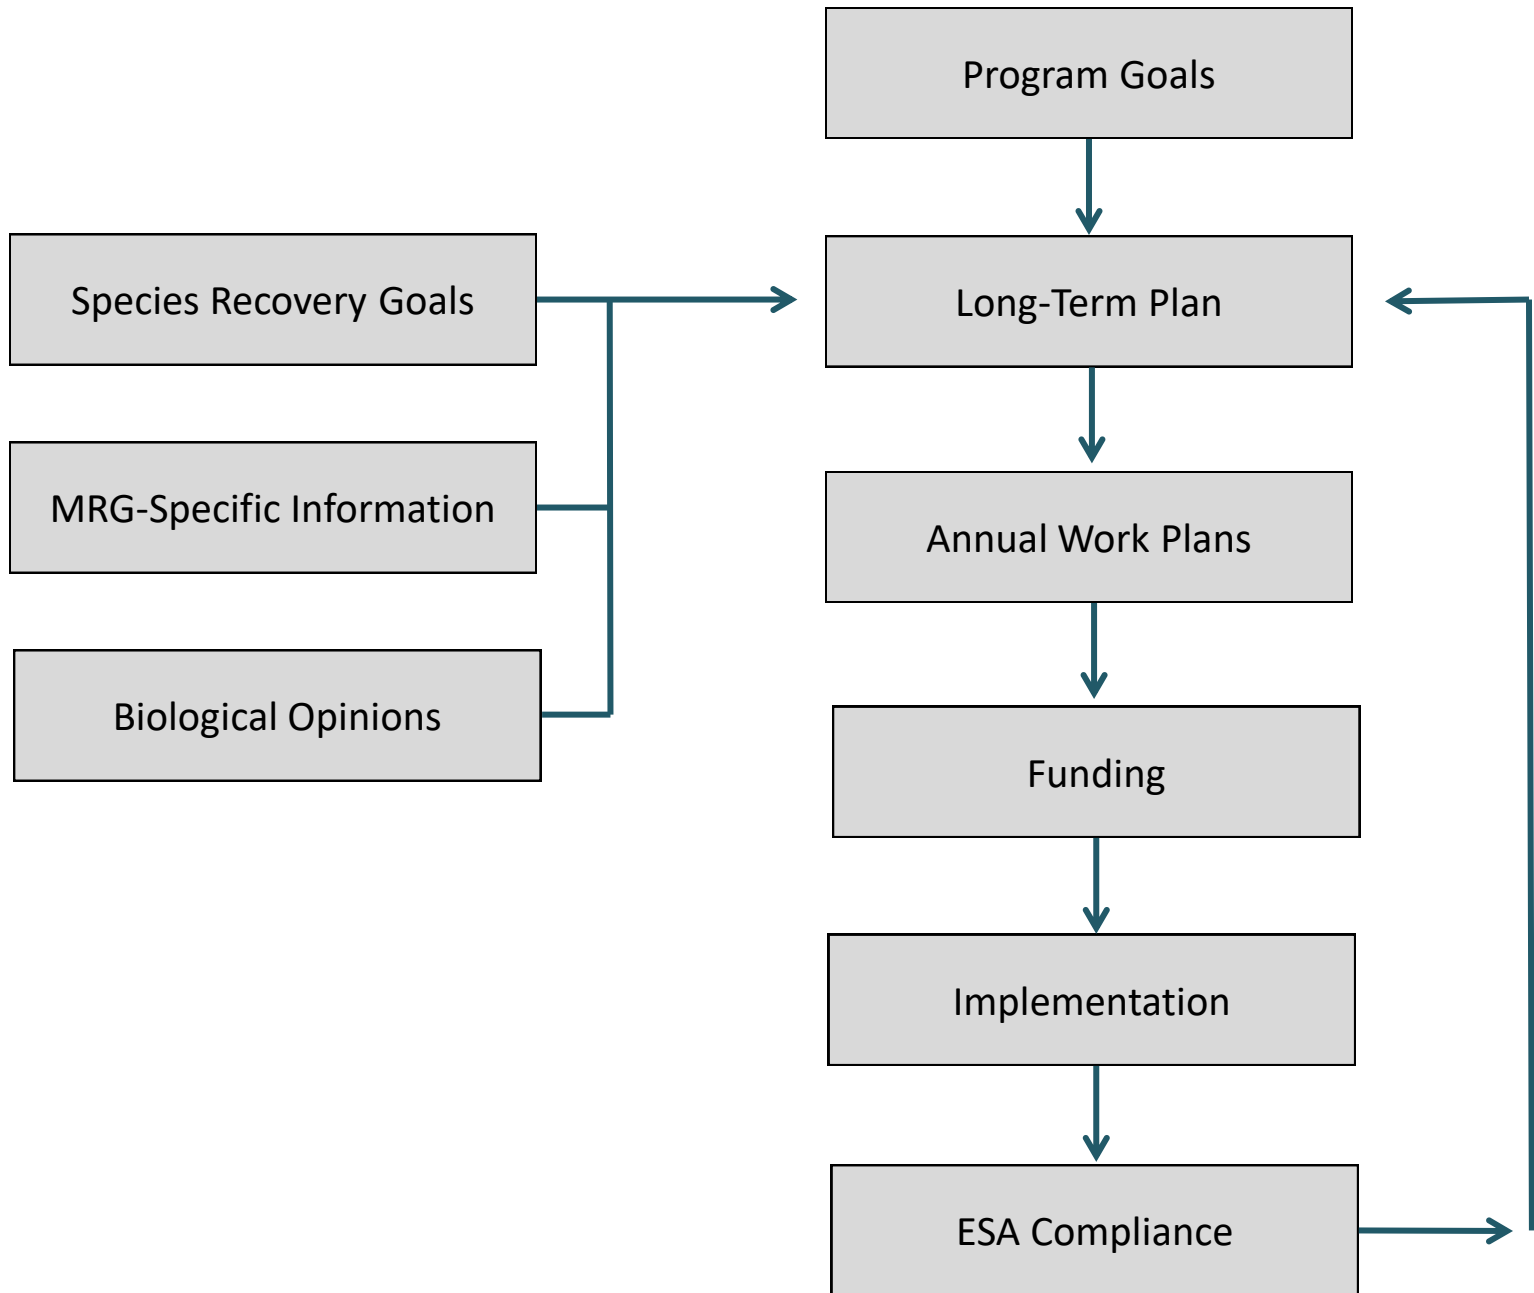 Program Goals
Species Recovery Goals
Long-Term Plan
MRG-Specific Information
Annual Work Plans
Biological Opinions
Funding
Implementation
ESA Compliance